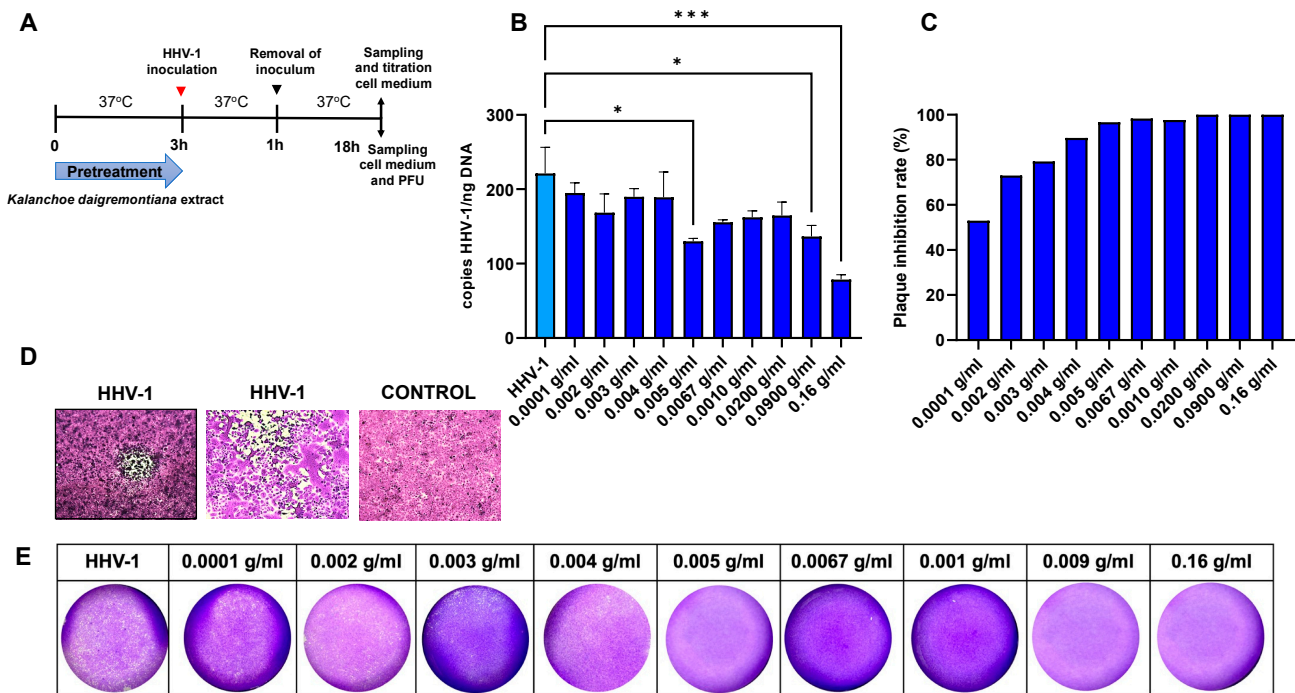 A
HHV-1
inoculation
Removal of
inoculum
Sampling
and titration
cell medium
37°C
37°C
37°C
0
3h
1h
18h
Sampling
cell medium
and PFU
Pretreatment
Kalanchoe daigremontiana extract
B
***
*
*
copies HHV-1/ng DNA
300
200
100
0
HHV-1
0.0001 g/ml
0.002 g/ml
0.003 g/ml
0.004 g/ml
0.005 g/ml
0.0067 g/ml
0.0010 g/ml
0.0200 g/ml
0.0900 g/ml
0.16 g/ml
C
Plaque inhibition rate (%)
100
80
60
40
20
0
0.0001 g/ml
0.002 g/ml
0.003 g/ml
0.004 g/ml
0.005 g/ml
0.0067 g/ml
0.0010 g/ml
0.0200 g/ml
0.0900 g/ml
0.16 g/ml
D
HHV-1
HHV-1
CONTROL
E
HHV-1 0.0001 g/ml 0.002 g/ml 0.003 g/ml 0.004 g/ml 0.005 g/ml 0.0067 g/ml 0.001 g/ml 0.009 g/ml 0.16 g/ml